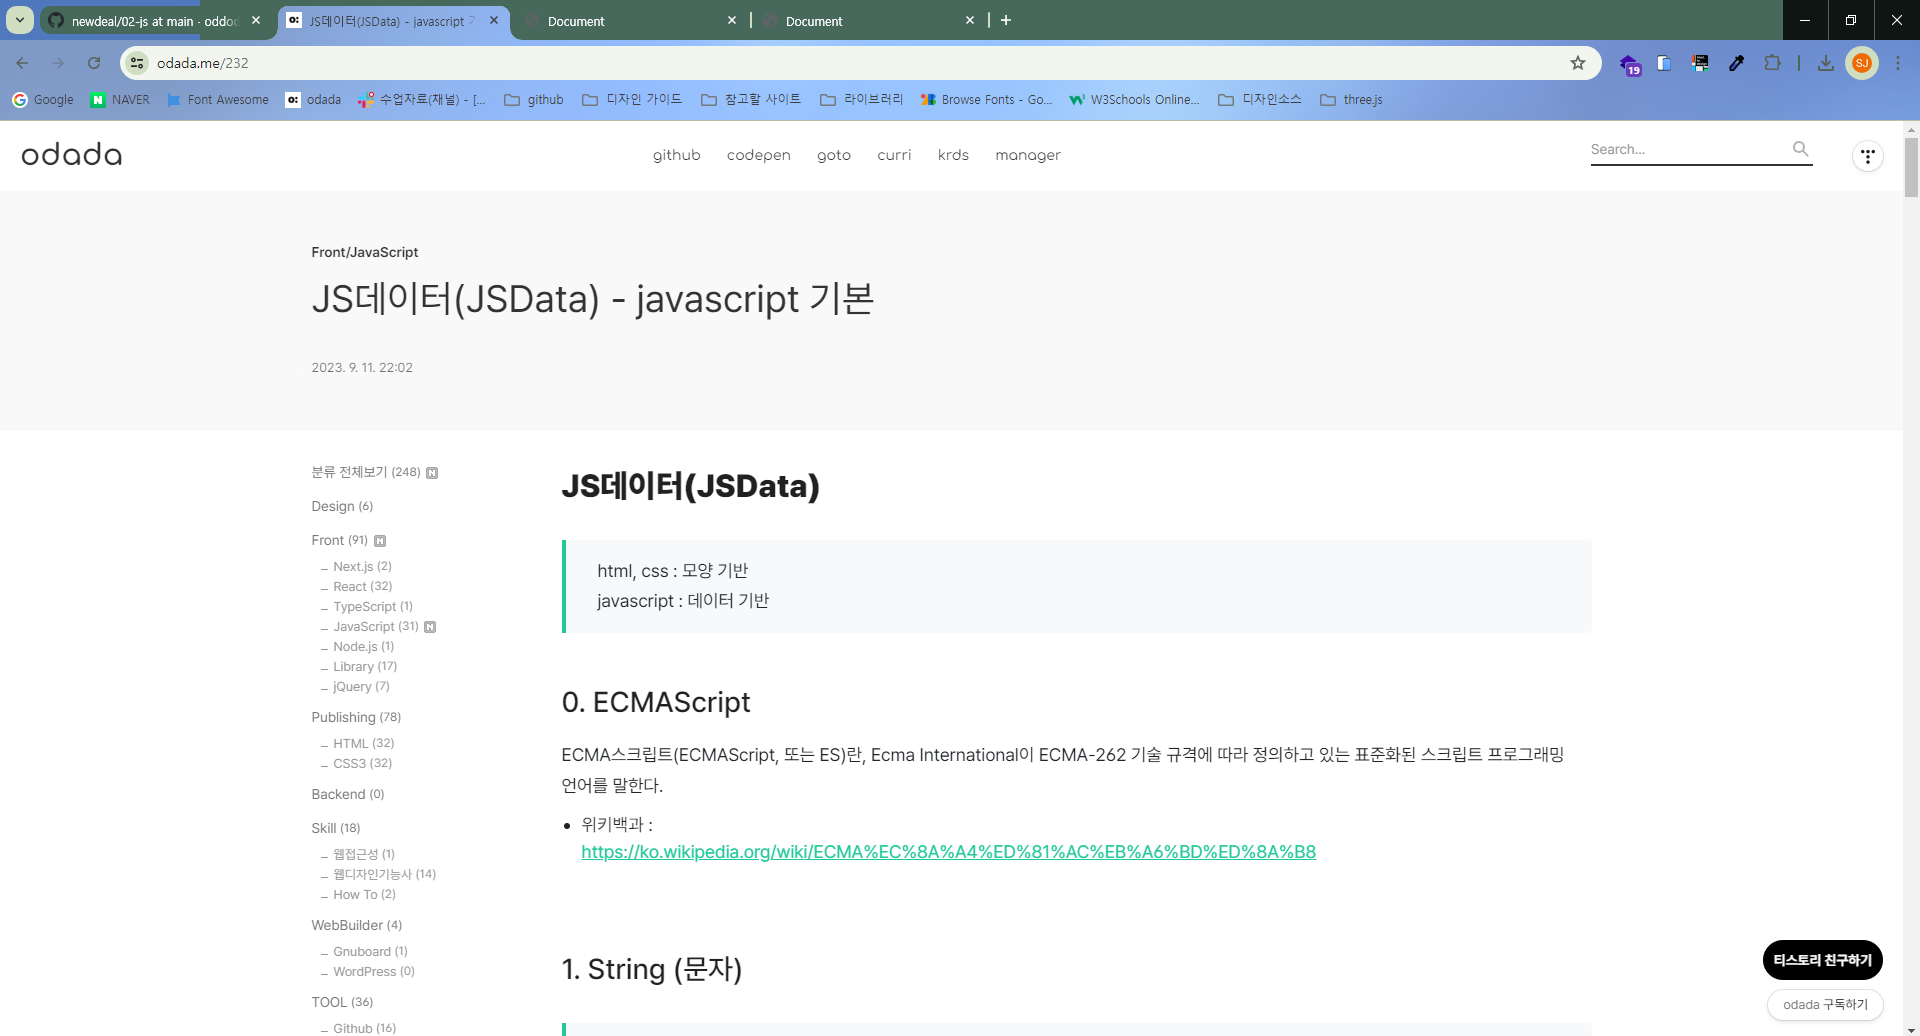 newdeal/02-js at main · oddod
JS데이터(JSData) - javascript
Document
Document
odada.me/232
19
SJ
Google
NAVER
Font Awesome
odada
수업자료(채널) - [...
github
디자인 가이드
참고할 사이트
라이브러리
Browse Fonts - Go...
W3Schools Online...
디자인소스
three.js
odada
github
codepen
goto
curri
krds
manager
Search...
Front/JavaScript
JS데이터(JSData) - javascript 기본
2023. 9. 11. 22:02
분류 전체보기 (248) N
Design (6)
Front (91) N
Next.js (2)
React (32)
TypeScript (1)
JavaScript (31) N
Node.js (1)
Library (17)
jQuery (7)
Publishing (78)
HTML (32)
CSS3 (32)
Backend (0)
Skill (18)
웹접근성 (1)
웹디자인기능사 (14)
How To (2)
WebBuilder (4)
Gnuboard (1)
WordPress (0)
TOOL (36)
Github (16)
JS데이터(JSData)
html, css : 모양 기반
javascript : 데이터 기반
0. ECMAScript
ECMA스크립트(ECMAScript, 또는 ES)란, Ecma International이 ECMA-262 기술 규격에 따라 정의하고 있는 표준화된 스크립트 프로그래밍
언어를 말한다.
• 위키백과 :
https://ko.wikipedia.org/wiki/ECMA%EC%8A%A4%ED%81%AC%EB%A6%BD%ED%8A%B8
1. String (문자)
티스토리 친구하기
odada 구독하기